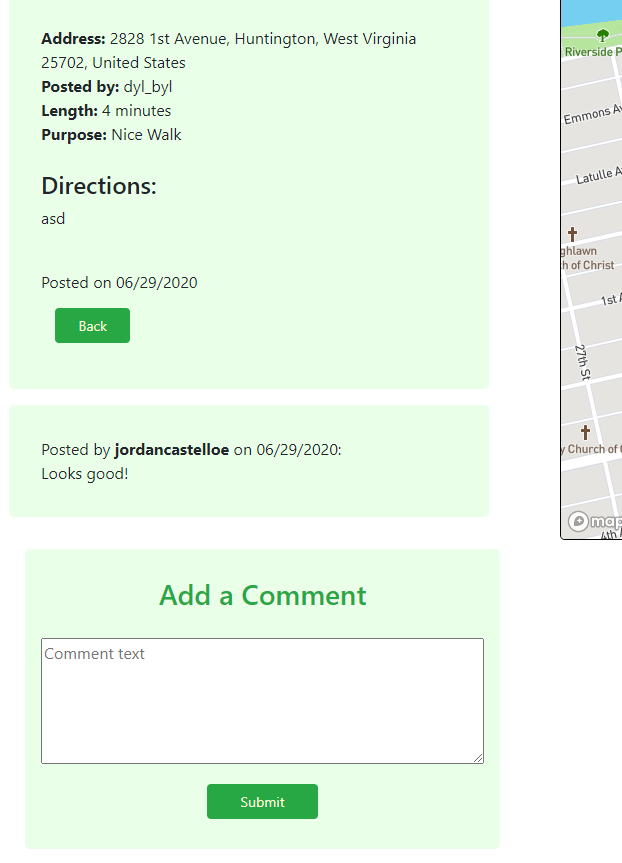 Address: 2828 1st Avenue, Huntington, West Virginia
25702, United States
Posted by: dyl_byl
Length: 4 minutes
Purpose: Nice Walk
Directions:
asd
Posted on 06/29/2020
Back
Posted by jordancastelloe on 06/29/2020:
Looks good!
Add a Comment
Comment text
Submit
Riverside P
Emmons Av
Latulle A
ghlawn
ch of Christ
1st A
27th St
y Church of C
map
4th A